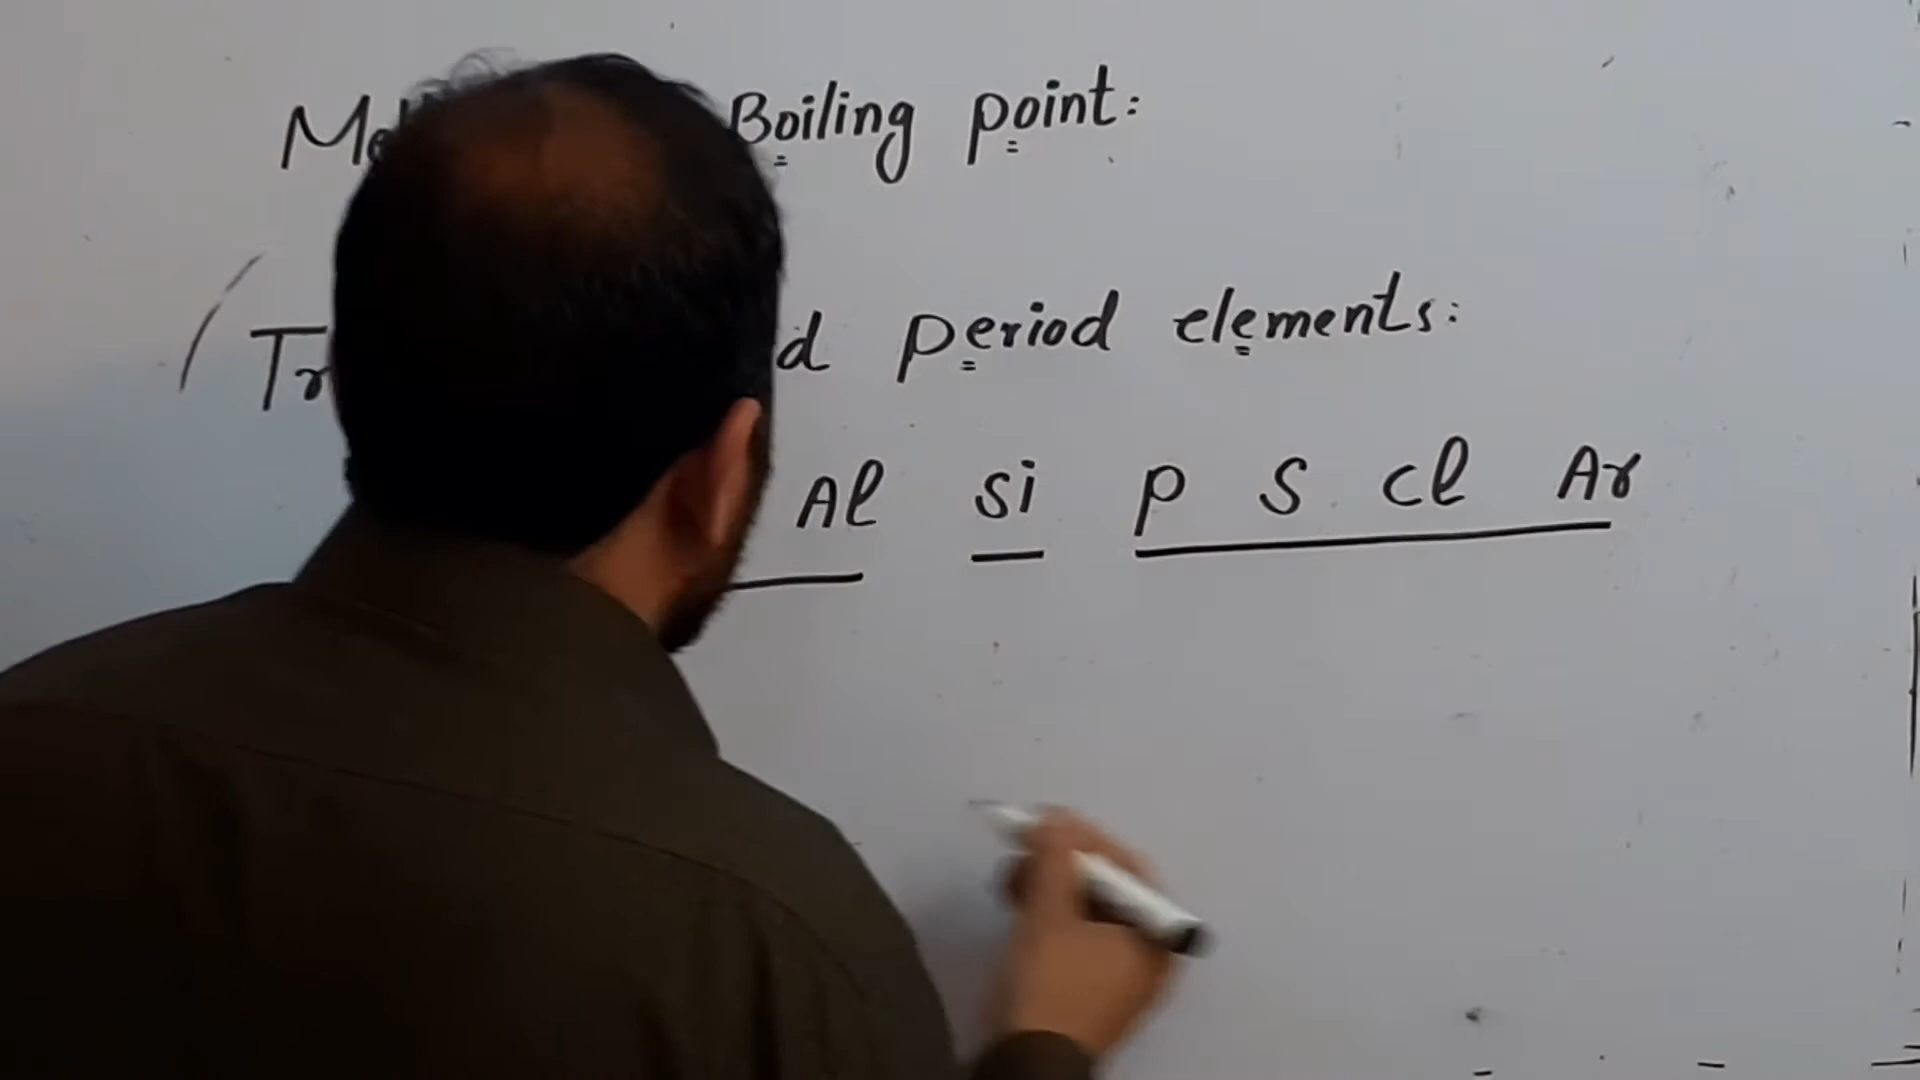 Boiling point:
period elements:
Al si p s cl Ar